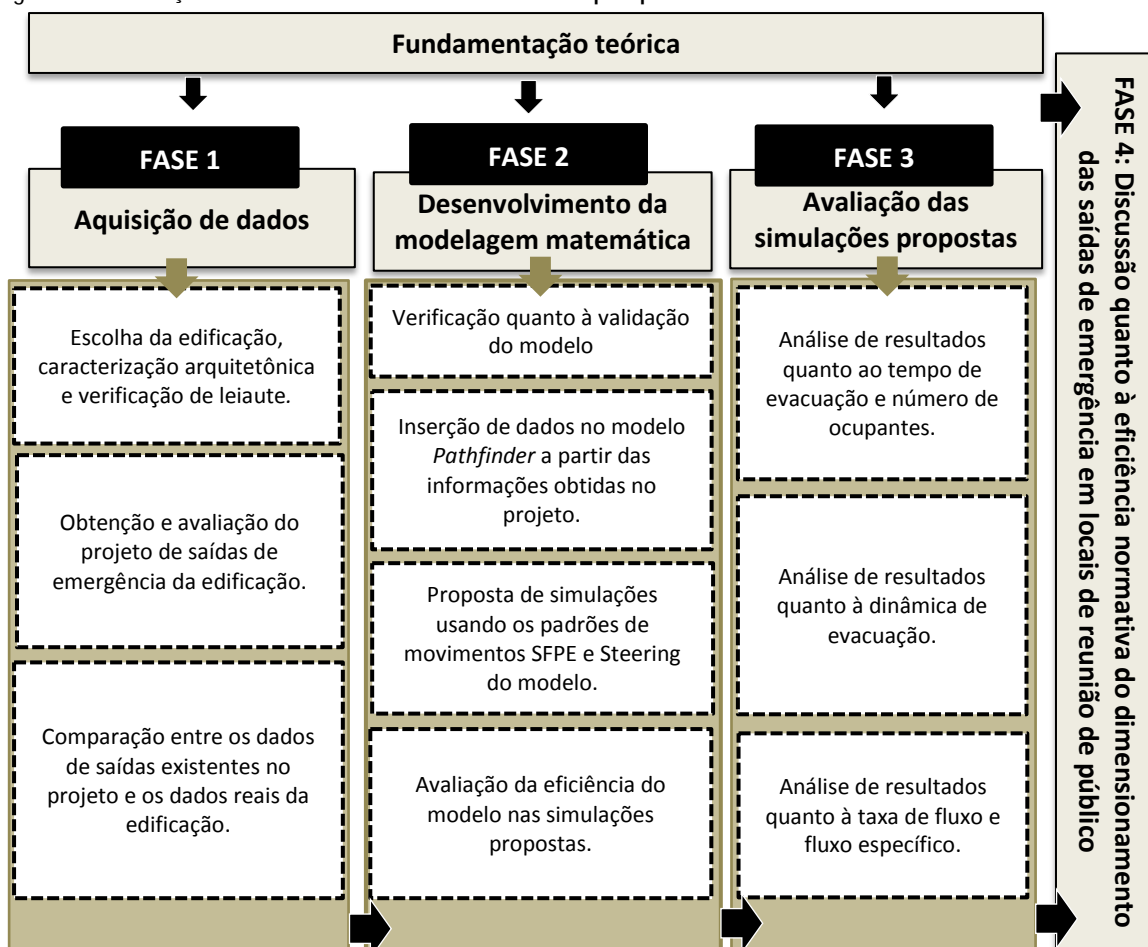 Fundamentação teórica
FASE 1
Aquisição de dados
Escolha da edificação,
caracterização arquitetônica
e verificação de leiaute.
Obtenção e avaliação do
projeto de saídas de
emergência da edificação.
Comparação entre os dados
de saídas existentes no
projeto e os dados reais da
edificação.
FASE 2
Desenvolvimento da
modelagem matemática
Verificação quanto à validação
do modelo
Inserção de dados no modelo
Pathfinder a partir das
informações obtidas no
projeto.
Proposta de simulações
usando os padrões de
movimentos SFPE e Steering
do modelo.
Avaliação da eficiência do
modelo nas simulações
propostas.
FASE 3
Avaliação das
simulações propostas
Análise de resultados
quanto ao tempo de
evacuação e número de
ocupantes.
Análise de resultados
quanto à dinâmica de
evacuação.
Análise de resultados
quanto à taxa de fluxo e
fluxo específico.
FASE 4: Discussão quanto à eficiência normativa do dimensionamento
das saídas de emergência em locais de reunião de público